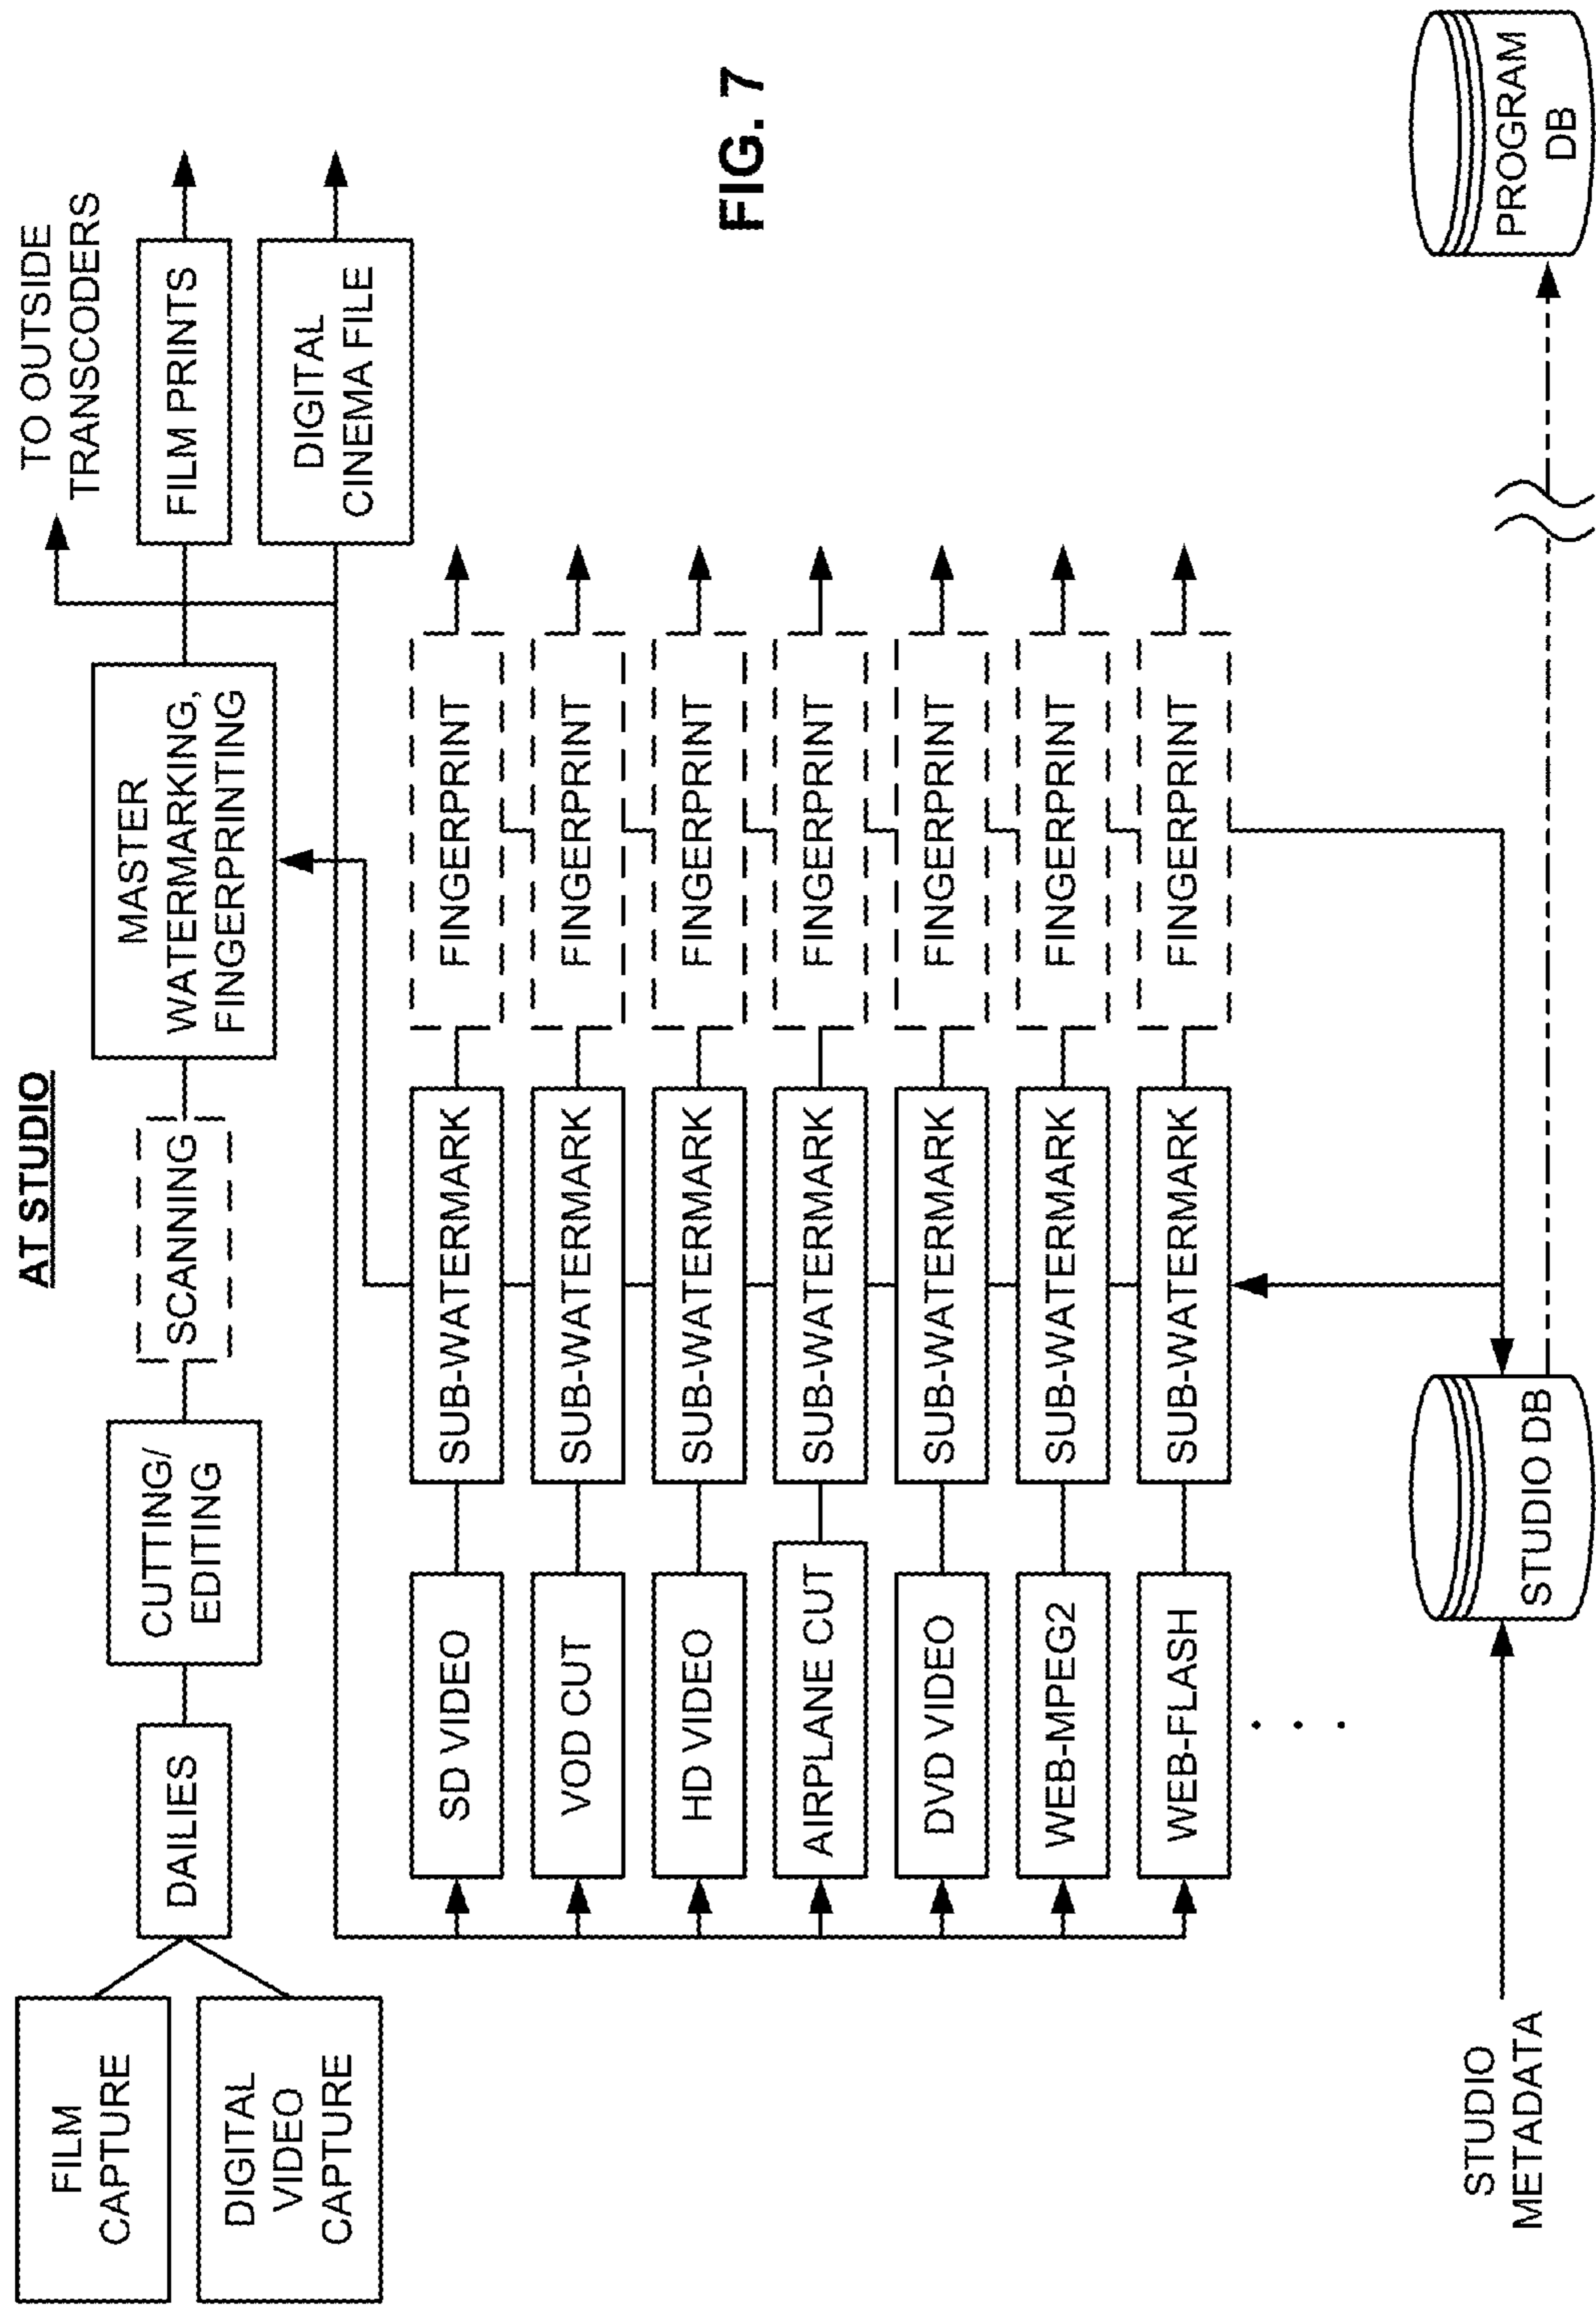 AT STUDIO
FILM
CAPTURE
DIGITAL
VIDEO
CAPTURE
DAILIES
CUTTING/
EDITING
SCANNING
MASTER
WATERMARKING,
FINGERPRINTING
TO OUTSIDE
TRANSCODERS
FILM PRINTS
DIGITAL
CINEMA FILE
SD VIDEO
SUB-WATERMARK
FINGERPRINT
VOD CUT
SUB-WATERMARK
FINGERPRINT
HD VIDEO
SUB-WATERMARK
FINGERPRINT
AIRPLANE CUT
SUB-WATERMARK
FINGERPRINT
DVD VIDEO
SUB-WATERMARK
FINGERPRINT
WEB-MPEG2
SUB-WATERMARK
FINGERPRINT
WEB-FLASH
SUB-WATERMARK
FINGERPRINT
. . .
FIG. 7
STUDIO
METADATA
STUDIO DB
PROGRAM
DB